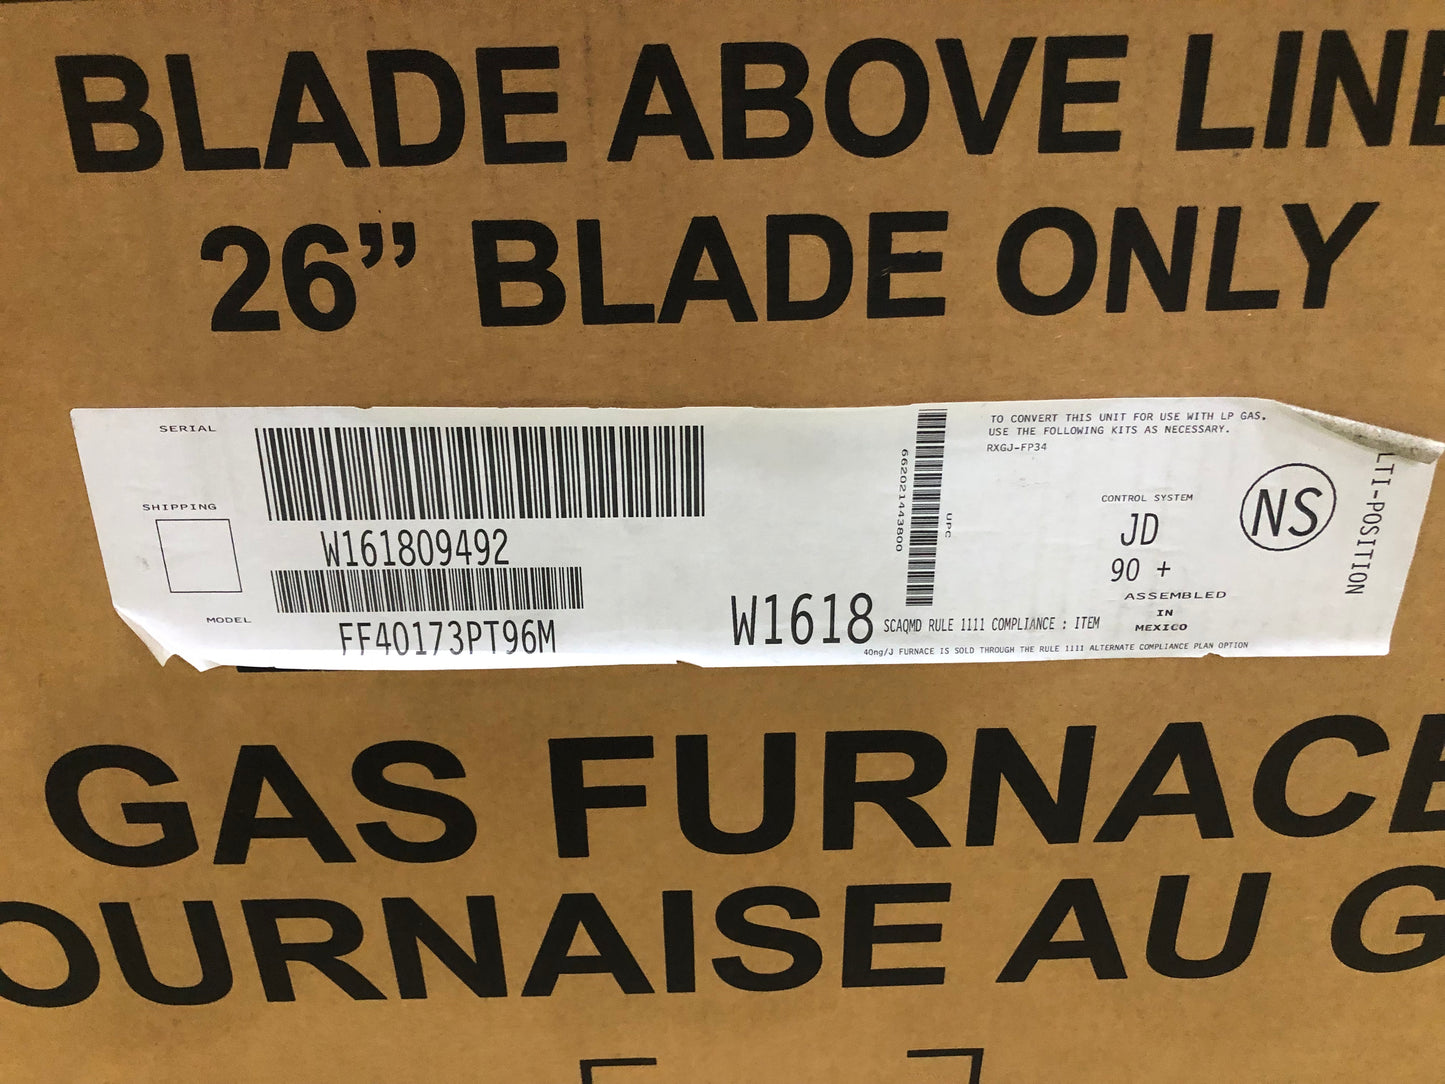 BLADE ABOVE LINE
26” BLADE ONLY
SERIAL
W161809492
SHIPPING
MODEL
FF40173PT96M
W1618
662021443800
UPC
TO CONVERT THIS UNIT FOR USE WITH LP GAS.
USE THE FOLLOWING KITS AS NECESSARY.
RXGJ-FP34
CONTROL SYSTEM
JD
90 +
ASSEMBLED
IN
MEXICO
NS
LTI-POSITION
SCAQMD RULE 1111 COMPLIANCE : ITEM
40ng/J FURNACE IS SOLD THROUGH THE RULE 1111 ALTERNATE COMPLIANCE PLAN OPTION
GAS FURNACE
OURNAISE AU G